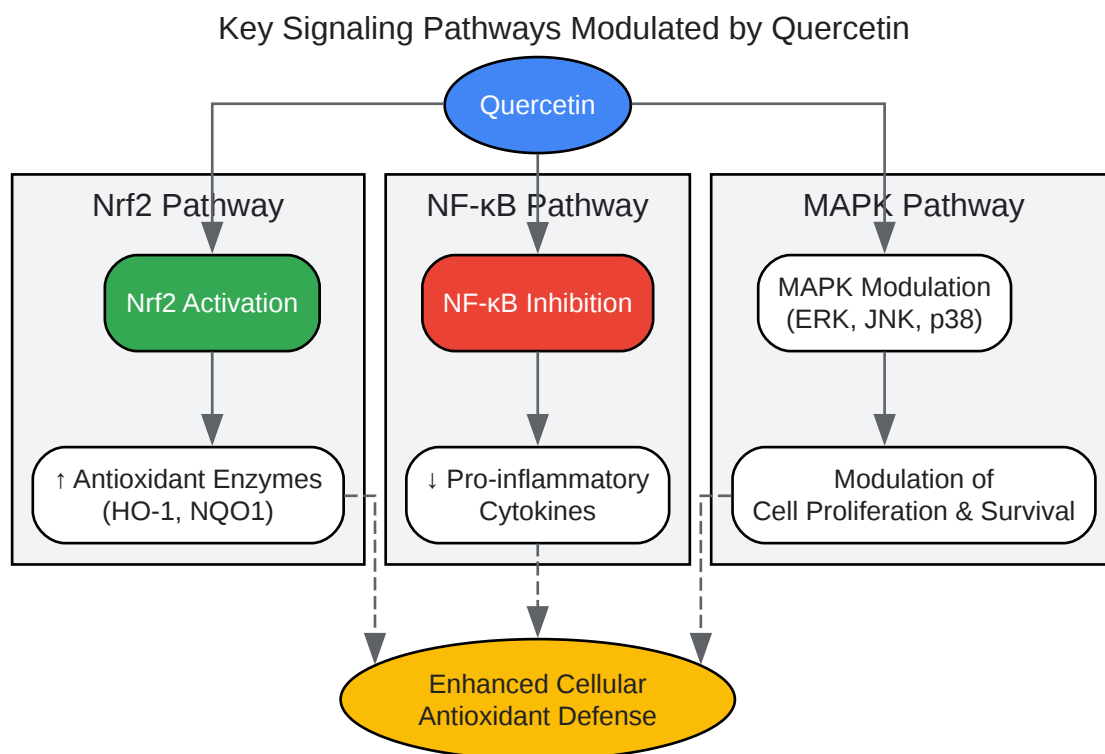 Key Signaling Pathways Modulated by Quercetin
Quercetin
Nrf2 Pathway
NF-κB Pathway
MAPK Pathway
Nrf2 Activation
NF-κB Inhibition
MAPK Modulation
(ERK, JNK, p38)
↑ Antioxidant Enzymes
(HO-1, NQO1)
↓ Pro-inflammatory
Cytokines
Modulation of
Cell Proliferation & Survival
Enhanced Cellular
Antioxidant Defense